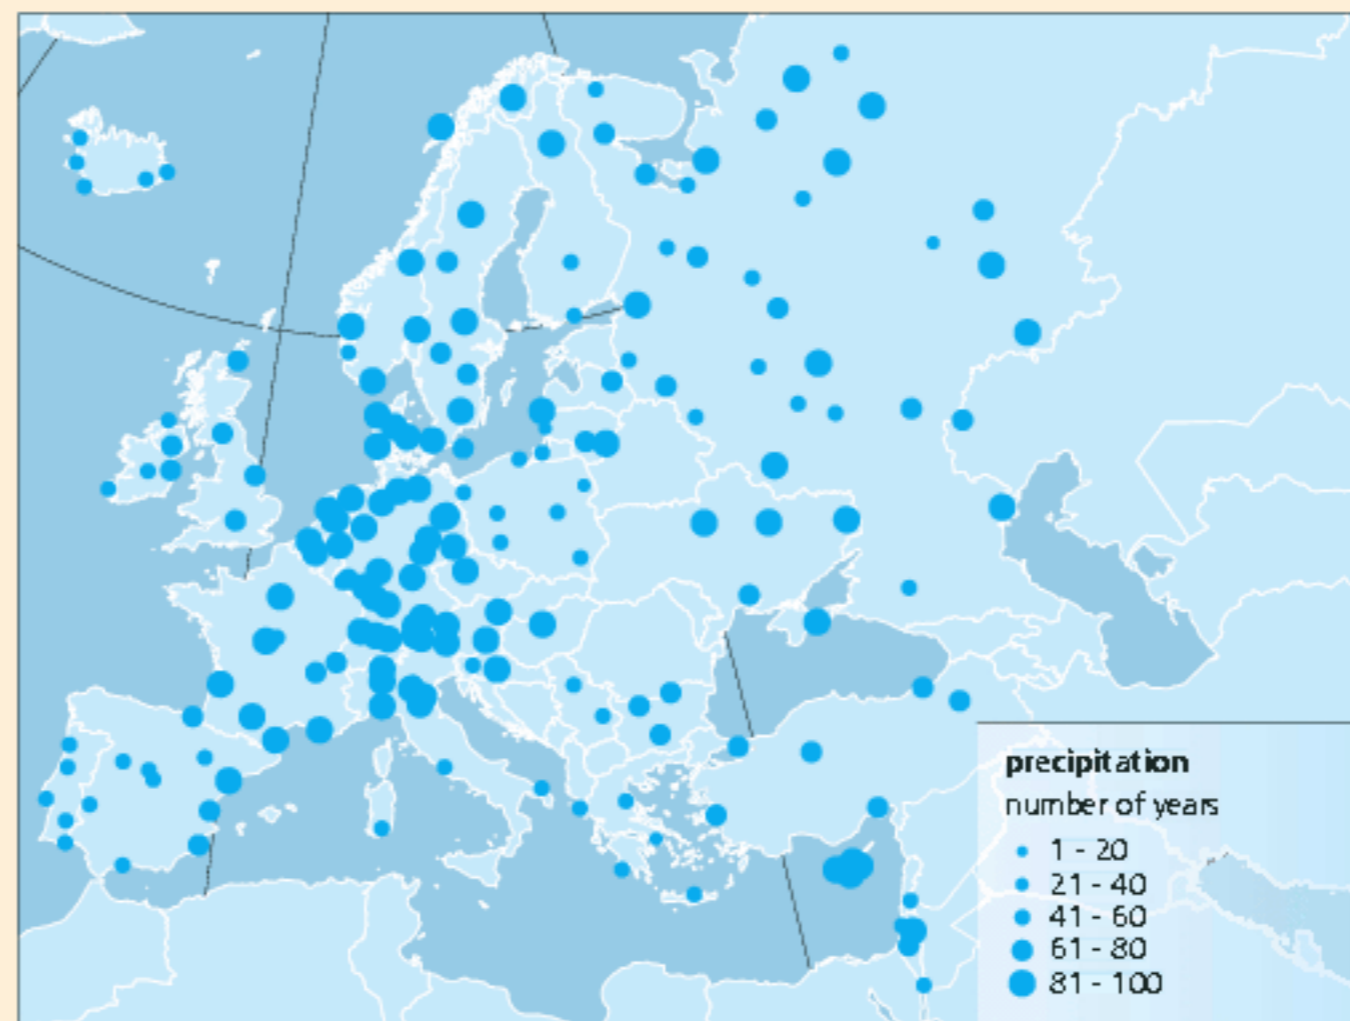 precipitation
number of years
1 - 20
21 - 40
41 - 60
61 - 80
81 - 100